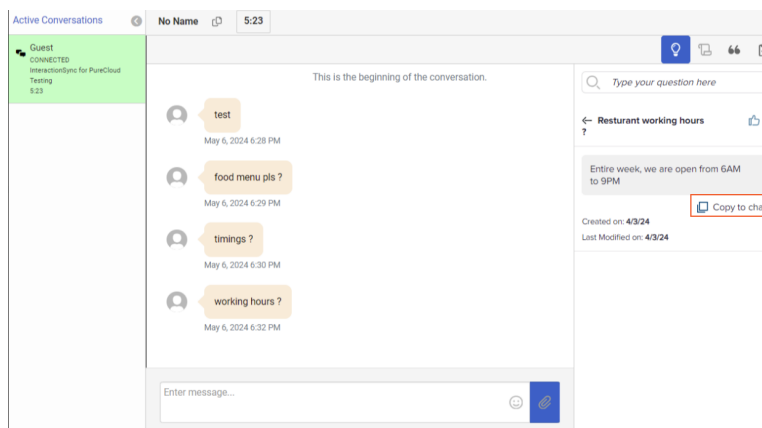 Active Conversations
No Name
5:23
Guest
CONNECTED
InteractionSync for PureCloud
Testing
5:23
This is the beginning of the conversation.
test
May 6, 2024 6:28 PM
food menu pls ?
May 6, 2024 6:29 PM
timings ?
May 6, 2024 6:30 PM
working hours ?
May 6, 2024 6:32 PM
Enter message...
Type your question here
Resturant working hours
?
Entire week, we are open from 6AM
to 9PM
Copy to cha
Created on: 4/3/24
Last Modified on: 4/3/24